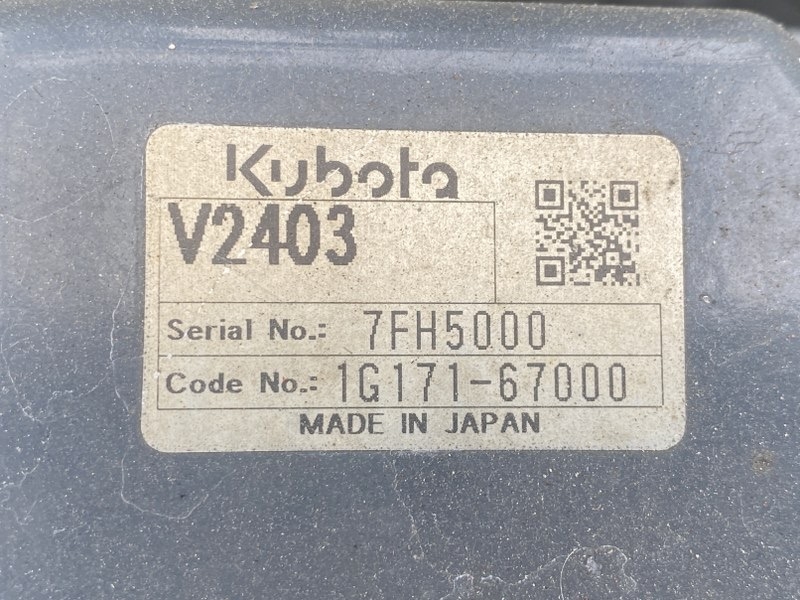 Kubota
V2403
Serial No.: 7FH5000
Code No.: 1G171-67000
MADE IN JAPAN